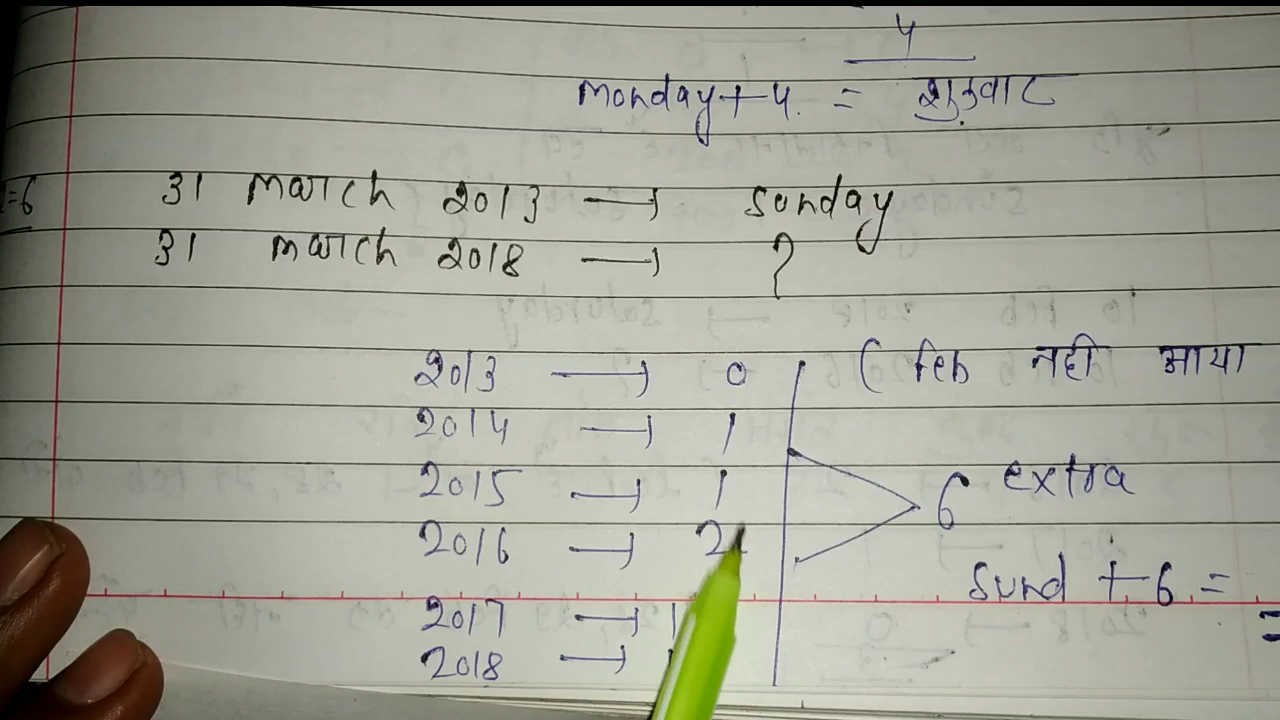 4
Monday + 4. = शुक्रवार
=6
31 March 2013 → Sunday
31 March 2018 → ?
2013 → 0 ( feb नही आया
2014 → 1
2015 → 1 6 extra
2016 → 2
Sund + 6 =
2017 → 1
2018 →